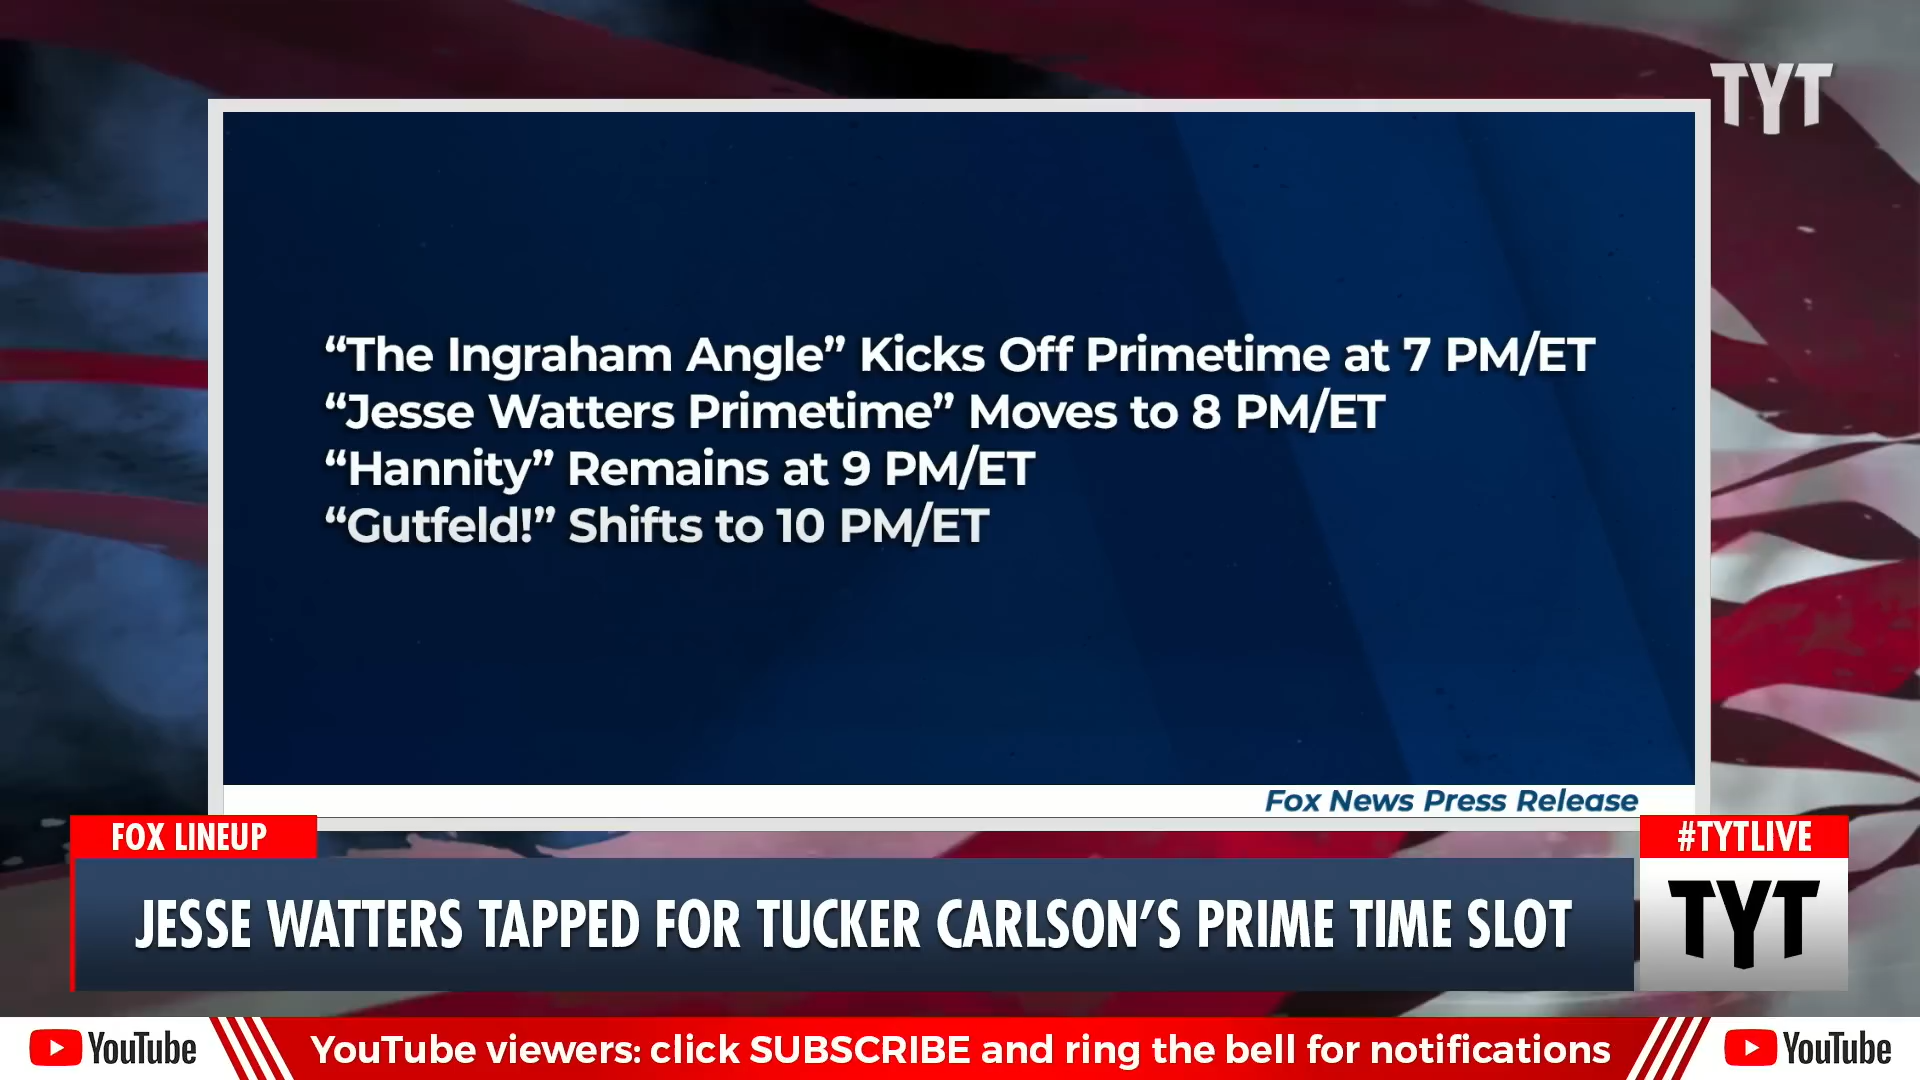 TYT
“The Ingraham Angle” Kicks Off Primetime at 7 PM/ET
“Jesse Watters Primetime” Moves to 8 PM/ET
“Hannity” Remains at 9 PM/ET
“Gutfeld!” Shifts to 10 PM/ET
Fox News Press Release
FOX LINEUP
#TYTLIVE
JESSE WATTERS TAPPED FOR TUCKER CARLSON’S PRIME TIME SLOT
TYT
YouTube
YouTube viewers: click SUBSCRIBE and ring the bell for notifications
YouTube